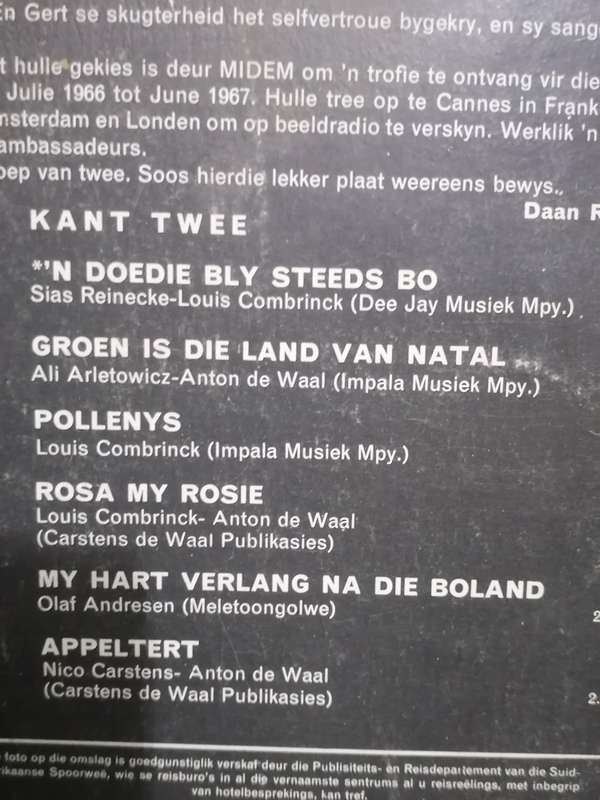 En Gert se skugterheid het selfvertroue bygekry, en sy sang
t hulle gekies is deur MIDEM om 'n trofie te ontvang vir die
Julie 1966 tot June 1967. Hulle tree op te Cannes in Frank
msterdam en Londen om op beeldradio te verskyn. Werklik 'n
ambassadeurs.
oep van twee. Soos hierdie lekker plaat weereens bewys.
Daan R
KANT TWEE
*'N DOEDIE BLY STEEDS BO
Sias Reinecke-Louis Combrinck (Dee Jay Musiek Mpy.)
GROEN IS DIE LAND VAN NATAL
Ali Arletowicz-Anton de Waal (Impala Musiek Mpy.)
POLLENYS
Louis Combrinck (Impala Musiek Mpy.)
ROSA MY ROSIE
Louis Combrinck- Anton de Waal
(Carstens de Waal Publikasies)
MY HART VERLANG NA DIE BOLAND
Olaf Andresen (Meletoongolwe)
2
APPELTERT
Nico Carstens- Anton de Waal
(Carstens de Waal Publikasies)
2.
foto op die omslag is goedgunstiglik verskaf deur die Publisiteits- en Reisdepartement van die Suid-
rikaanse Spoorweë, wie se reisburo's in al die vernaamste sentrums al u reisreëlings, met inbegrip
van hotelbesprekings, kan tref.